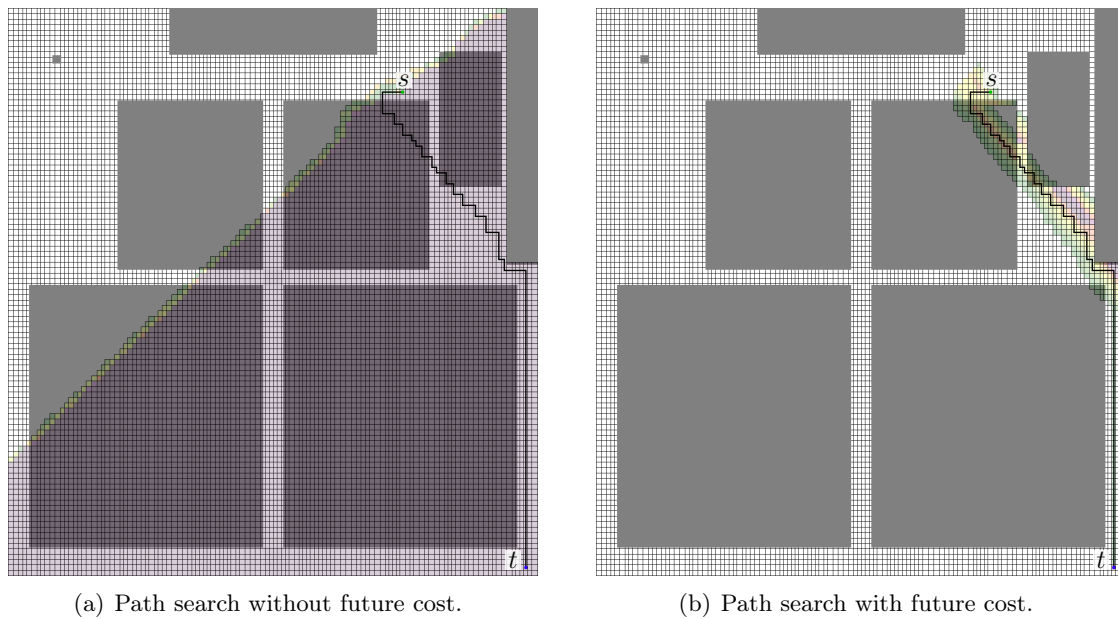 s
s
t
t
(a) Path search without future cost.
(b) Path search with future cost.